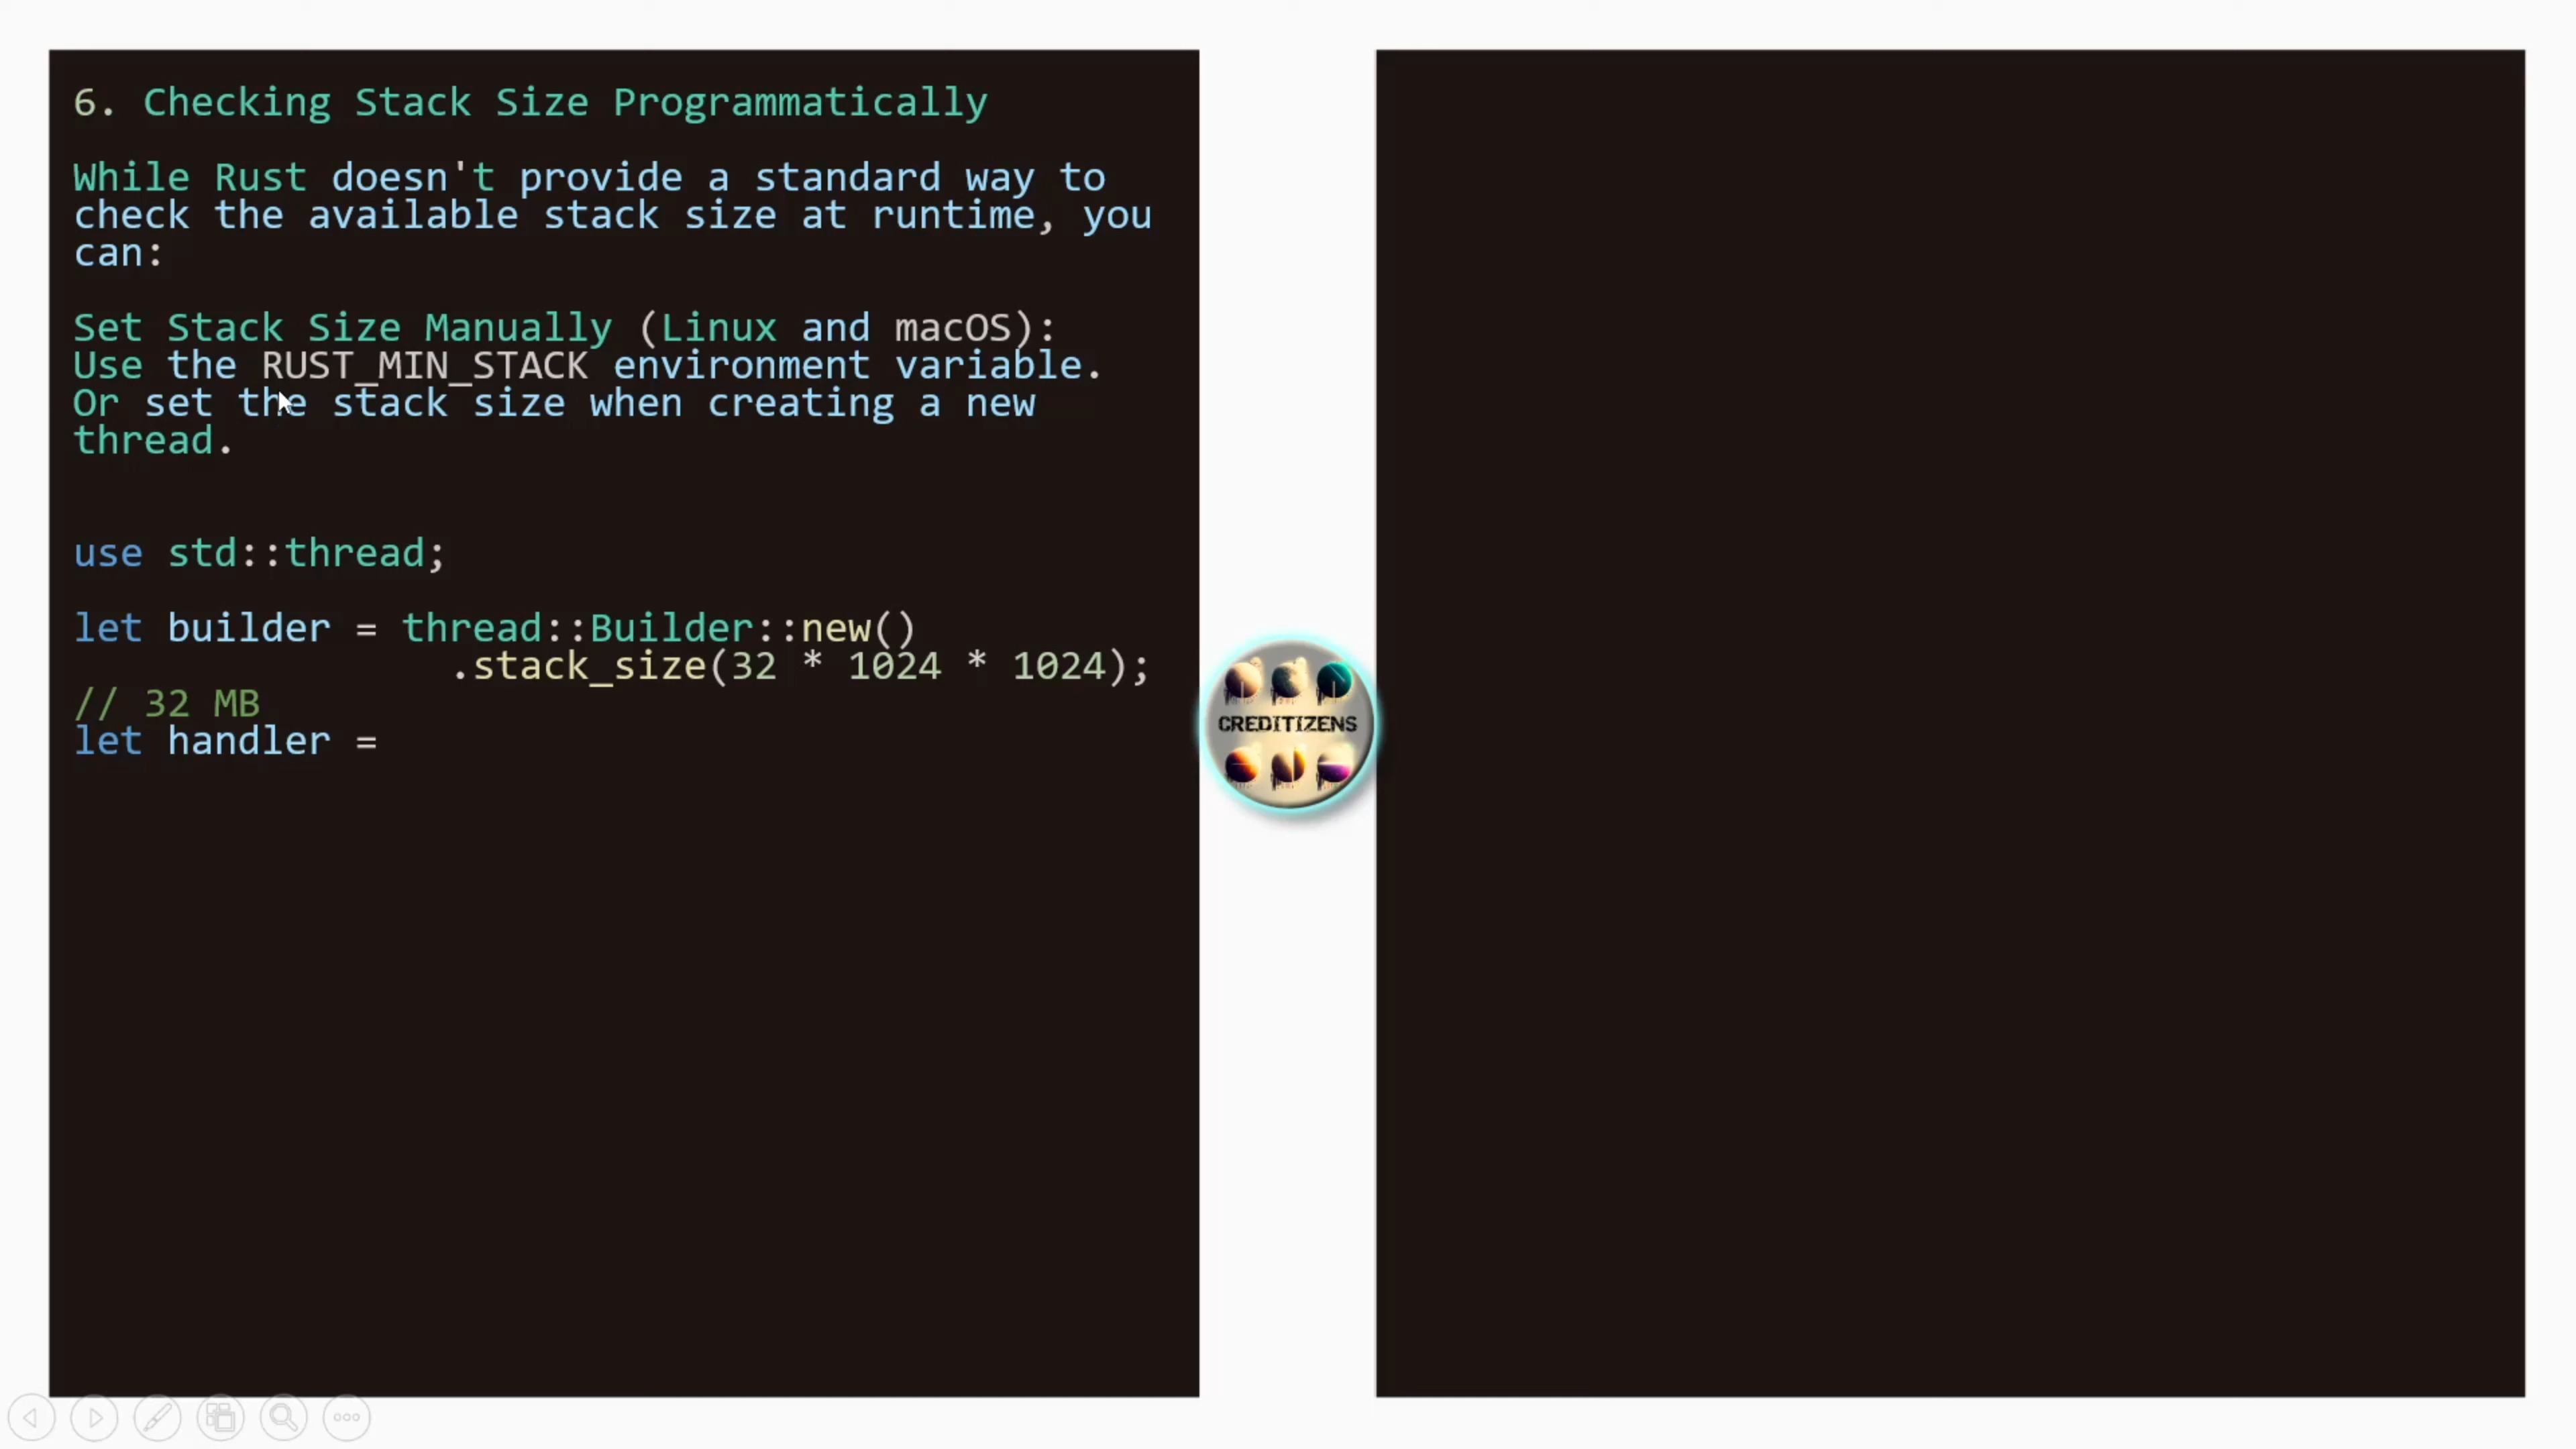 6. Checking Stack Size Programmatically
While Rust doesn't provide a standard way to
check the available stack size at runtime, you
can:
Set Stack Size Manually (Linux and macOS):
Use the RUST_MIN_STACK environment variable.
Or set the stack size when creating a new
thread.
use std::thread;
let builder = thread::Builder::new()
.stack_size(32 * 1024 * 1024);
// 32 MB
let handler =
CREDITIZENS